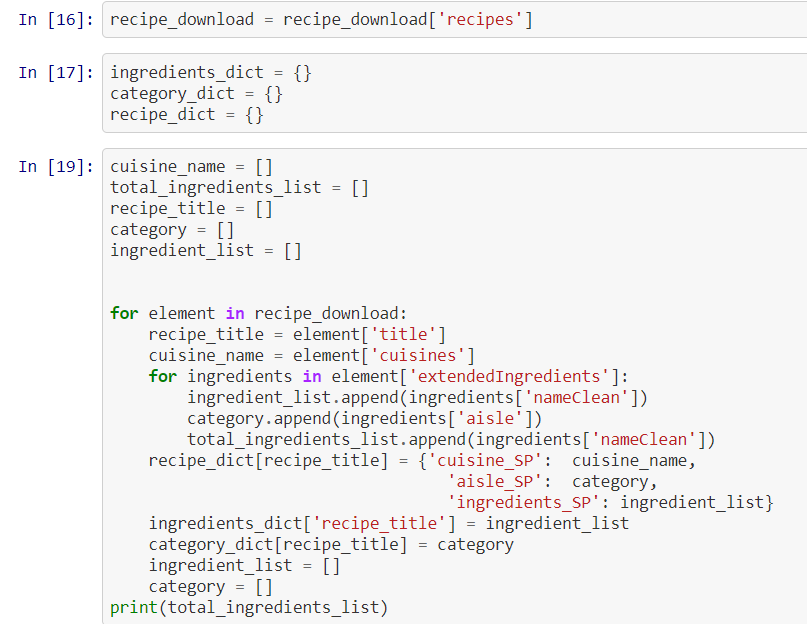 In [16]: recipe_download = recipe_download['recipes']
In [17]: ingredients_dict = {}
category_dict = {}
recipe_dict = {}
In [19]: cuisine_name = []
total_ingredients_list = []
recipe_title = []
category = []
ingredient_list = []
for element in recipe_download:
    recipe_title = element['title']
    cuisine_name = element['cuisines']
    for ingredients in element['extendedIngredients']:
        ingredient_list.append(ingredients['nameClean'])
        category.append(ingredients['aisle'])
        total_ingredients_list.append(ingredients['nameClean'])
    recipe_dict[recipe_title] = {'cuisine_SP':  cuisine_name,
                                   'aisle_SP':  category,
                                   'ingredients_SP': ingredient_list}
    ingredients_dict['recipe_title'] = ingredient_list
    category_dict[recipe_title] = category
    ingredient_list = []
    category = []
print(total_ingredients_list)